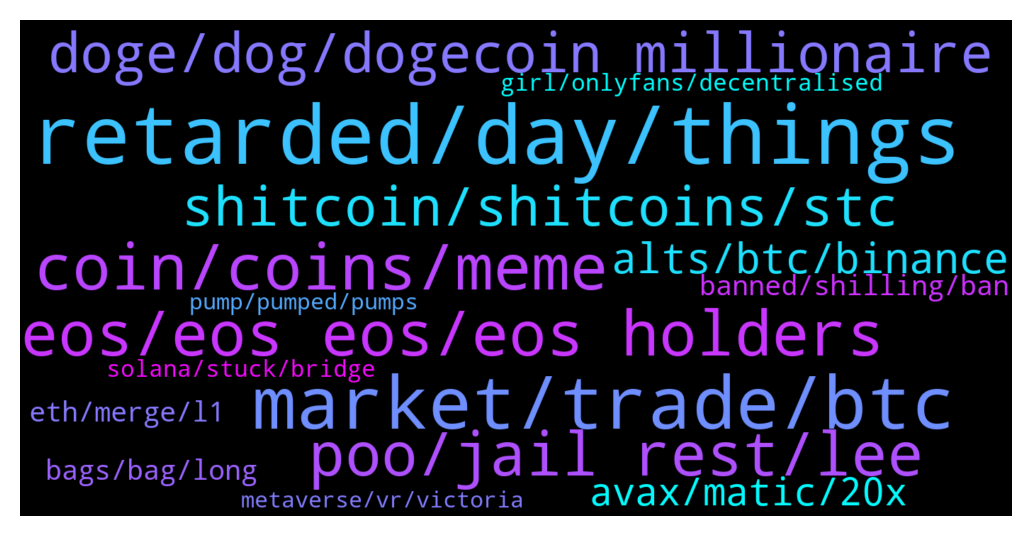 doge/dog/dogecoin millionaire
girl/onlyfans/decentralised
retarded/day/things
shitcoin/shitcoins/stc
coin/coins/meme
alts/btc/binance
banned/shilling/ban
pump/pumped/pumps
eos/eos eos/eos holders
solana/stuck/bridge
market/trade/btc
eth/merge/l1
poo/jail rest/lee
bags/bag/long
avax/matic/20x
metaverse/vr/victoria